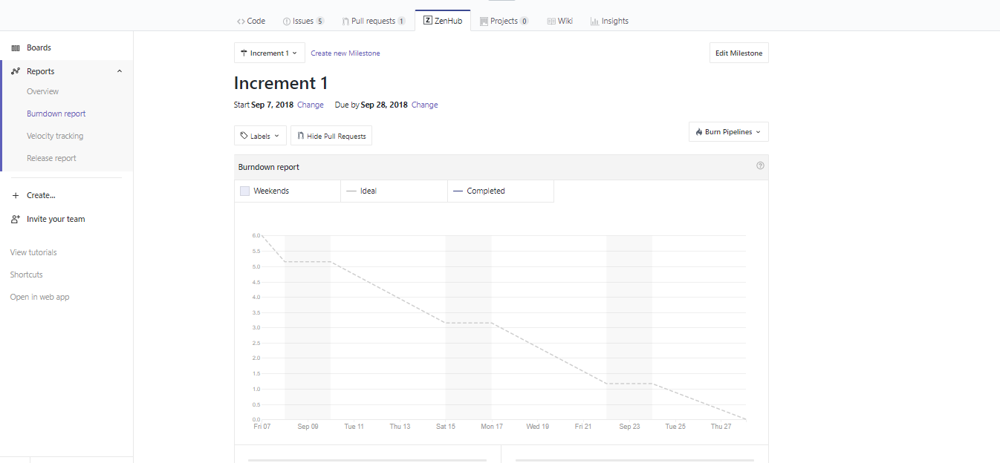 Code Issues 5 Pull requests 1 Z ZenHub Projects 0 Wiki Insights
Boards
Reports
Overview
Burndown report
Velocity tracking
Release report
Create...
Invite your team
View tutorials
Shortcuts
Open in web app
Increment 1 Create new Milestone Edit Milestone
Increment 1
Start Sep 7, 2018 Change Due by Sep 28, 2018 Change
Labels Hide Pull Requests Burn Pipelines
Burndown report ?
Weekends Ideal Completed
6.0
5.5
5.0
4.5
4.0
3.5
3.0
2.5
2.0
1.5
1.0
0.5
0.0
Fri 07 Sep 09 Tue 11 Thu 13 Sat 15 Mon 17 Wed 19 Fri 21 Sep 23 Tue 25 Thu 27